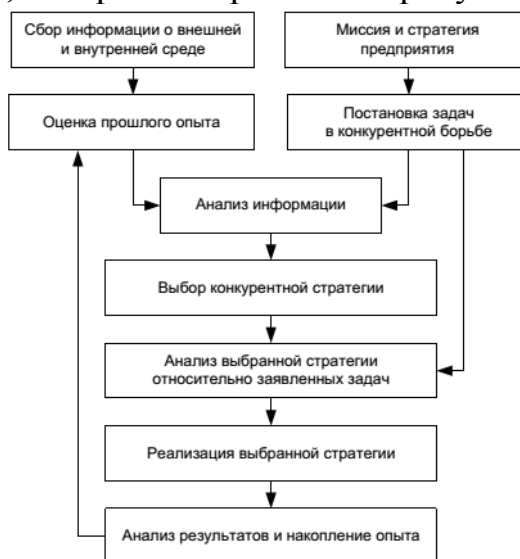 Сбор информации о внешней
и внутренней среде
Миссия и стратегия
предприятия
Оценка прошлого опыта
Постановка задач
в конкурентной борьбе
Анализ информации
Выбор конкурентной стратегии
Анализ выбранной стратегии
относительно заявленных задач
Реализация выбранной стратегии
Анализ результатов и накопление опыта